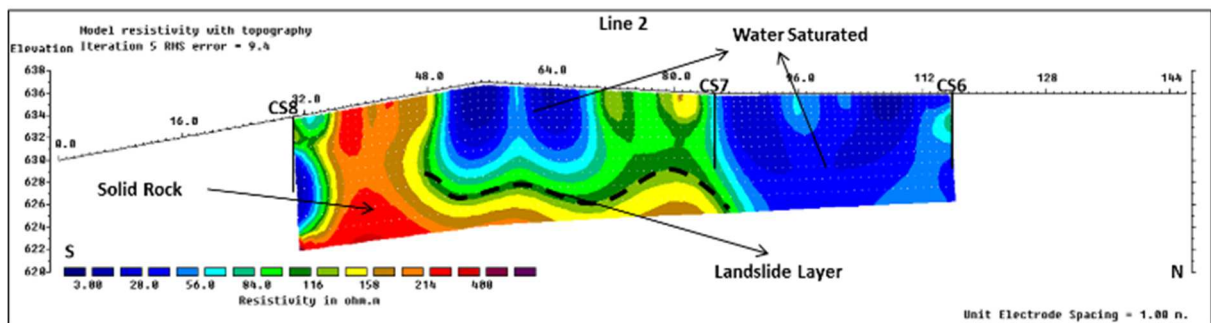 Line 2
Model resistivity with topography
Iteration 5 RMS error = 9.4
Elevation
Water Saturated
638
636
634
632
630
628
626
624
622
620
0.0
16.0
32.0
48.0
64.0
80.0
96.0
112
128
144
CS8
CS7
CS6
Solid Rock
Landslide Layer
S
N
3.00 20.0 56.0 84.0 116 158 214 400
Resistivity in ohm.m
Unit Electrode Spacing = 1.00 m.